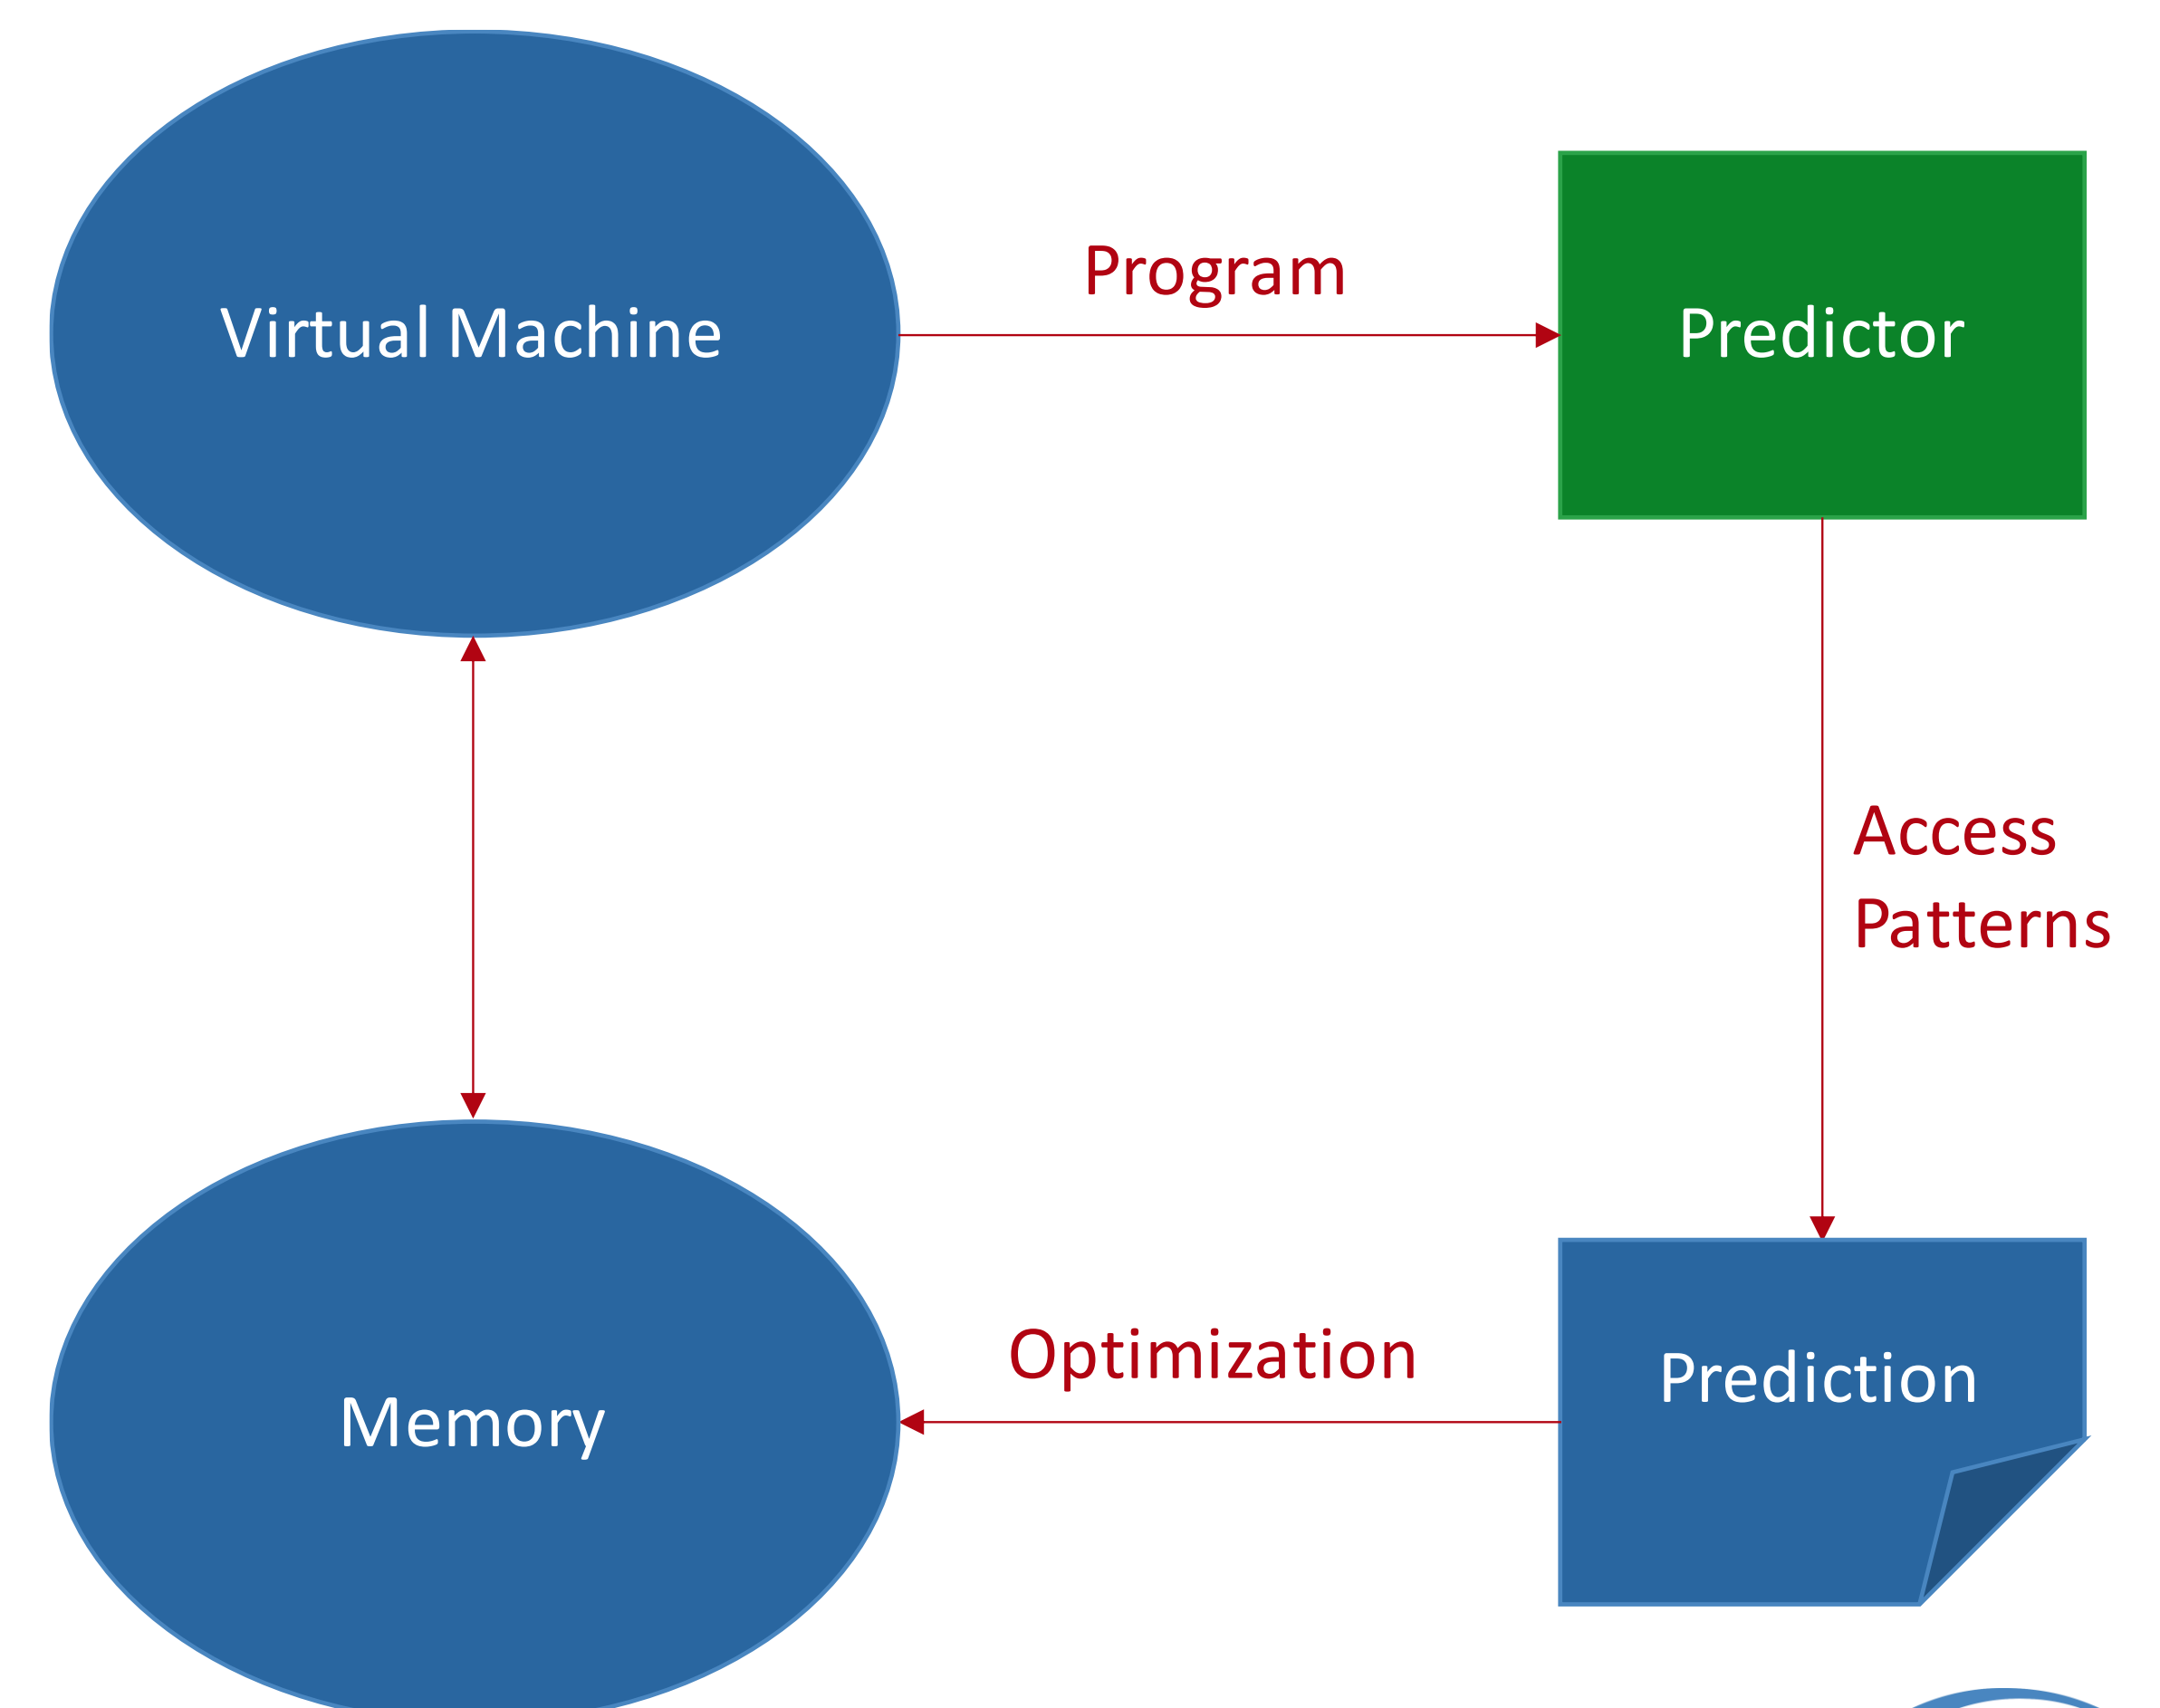 Program
Virtual Machine
Predictor
Access
Patterns
Optimization
Prediction
Memory